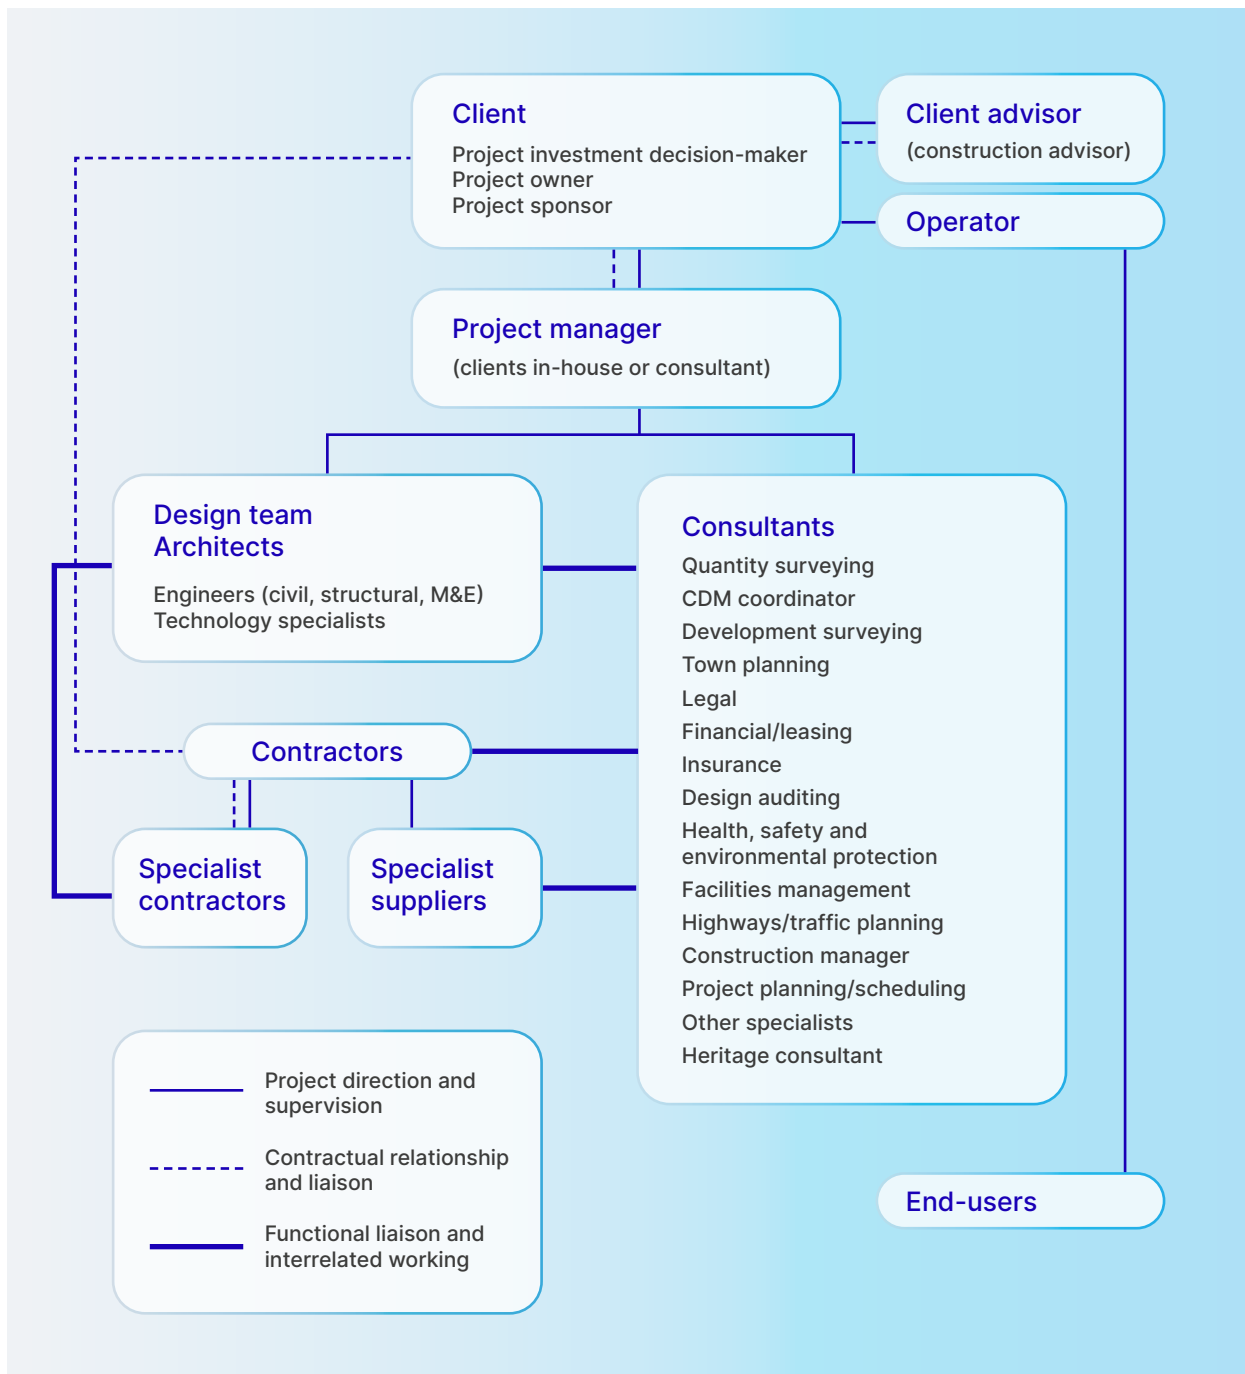 Client
Project investment decision-maker
Project owner
Project sponsor
Client advisor
(construction advisor)
Operator
Project manager
(clients in-house or consultant)
Design team
Architects
Engineers (civil, structural, M&E)
Technology specialists
Consultants
Quantity surveying
CDM coordinator
Development surveying
Town planning
Legal
Financial/leasing
Insurance
Design auditing
Health, safety and
environmental protection
Facilities management
Highways/traffic planning
Construction manager
Project planning/scheduling
Other specialists
Heritage consultant
Contractors
Specialist
contractors
Specialist
suppliers
Project direction and
supervision
Contractual relationship
and liaison
Functional liaison and
interrelated working
End-users